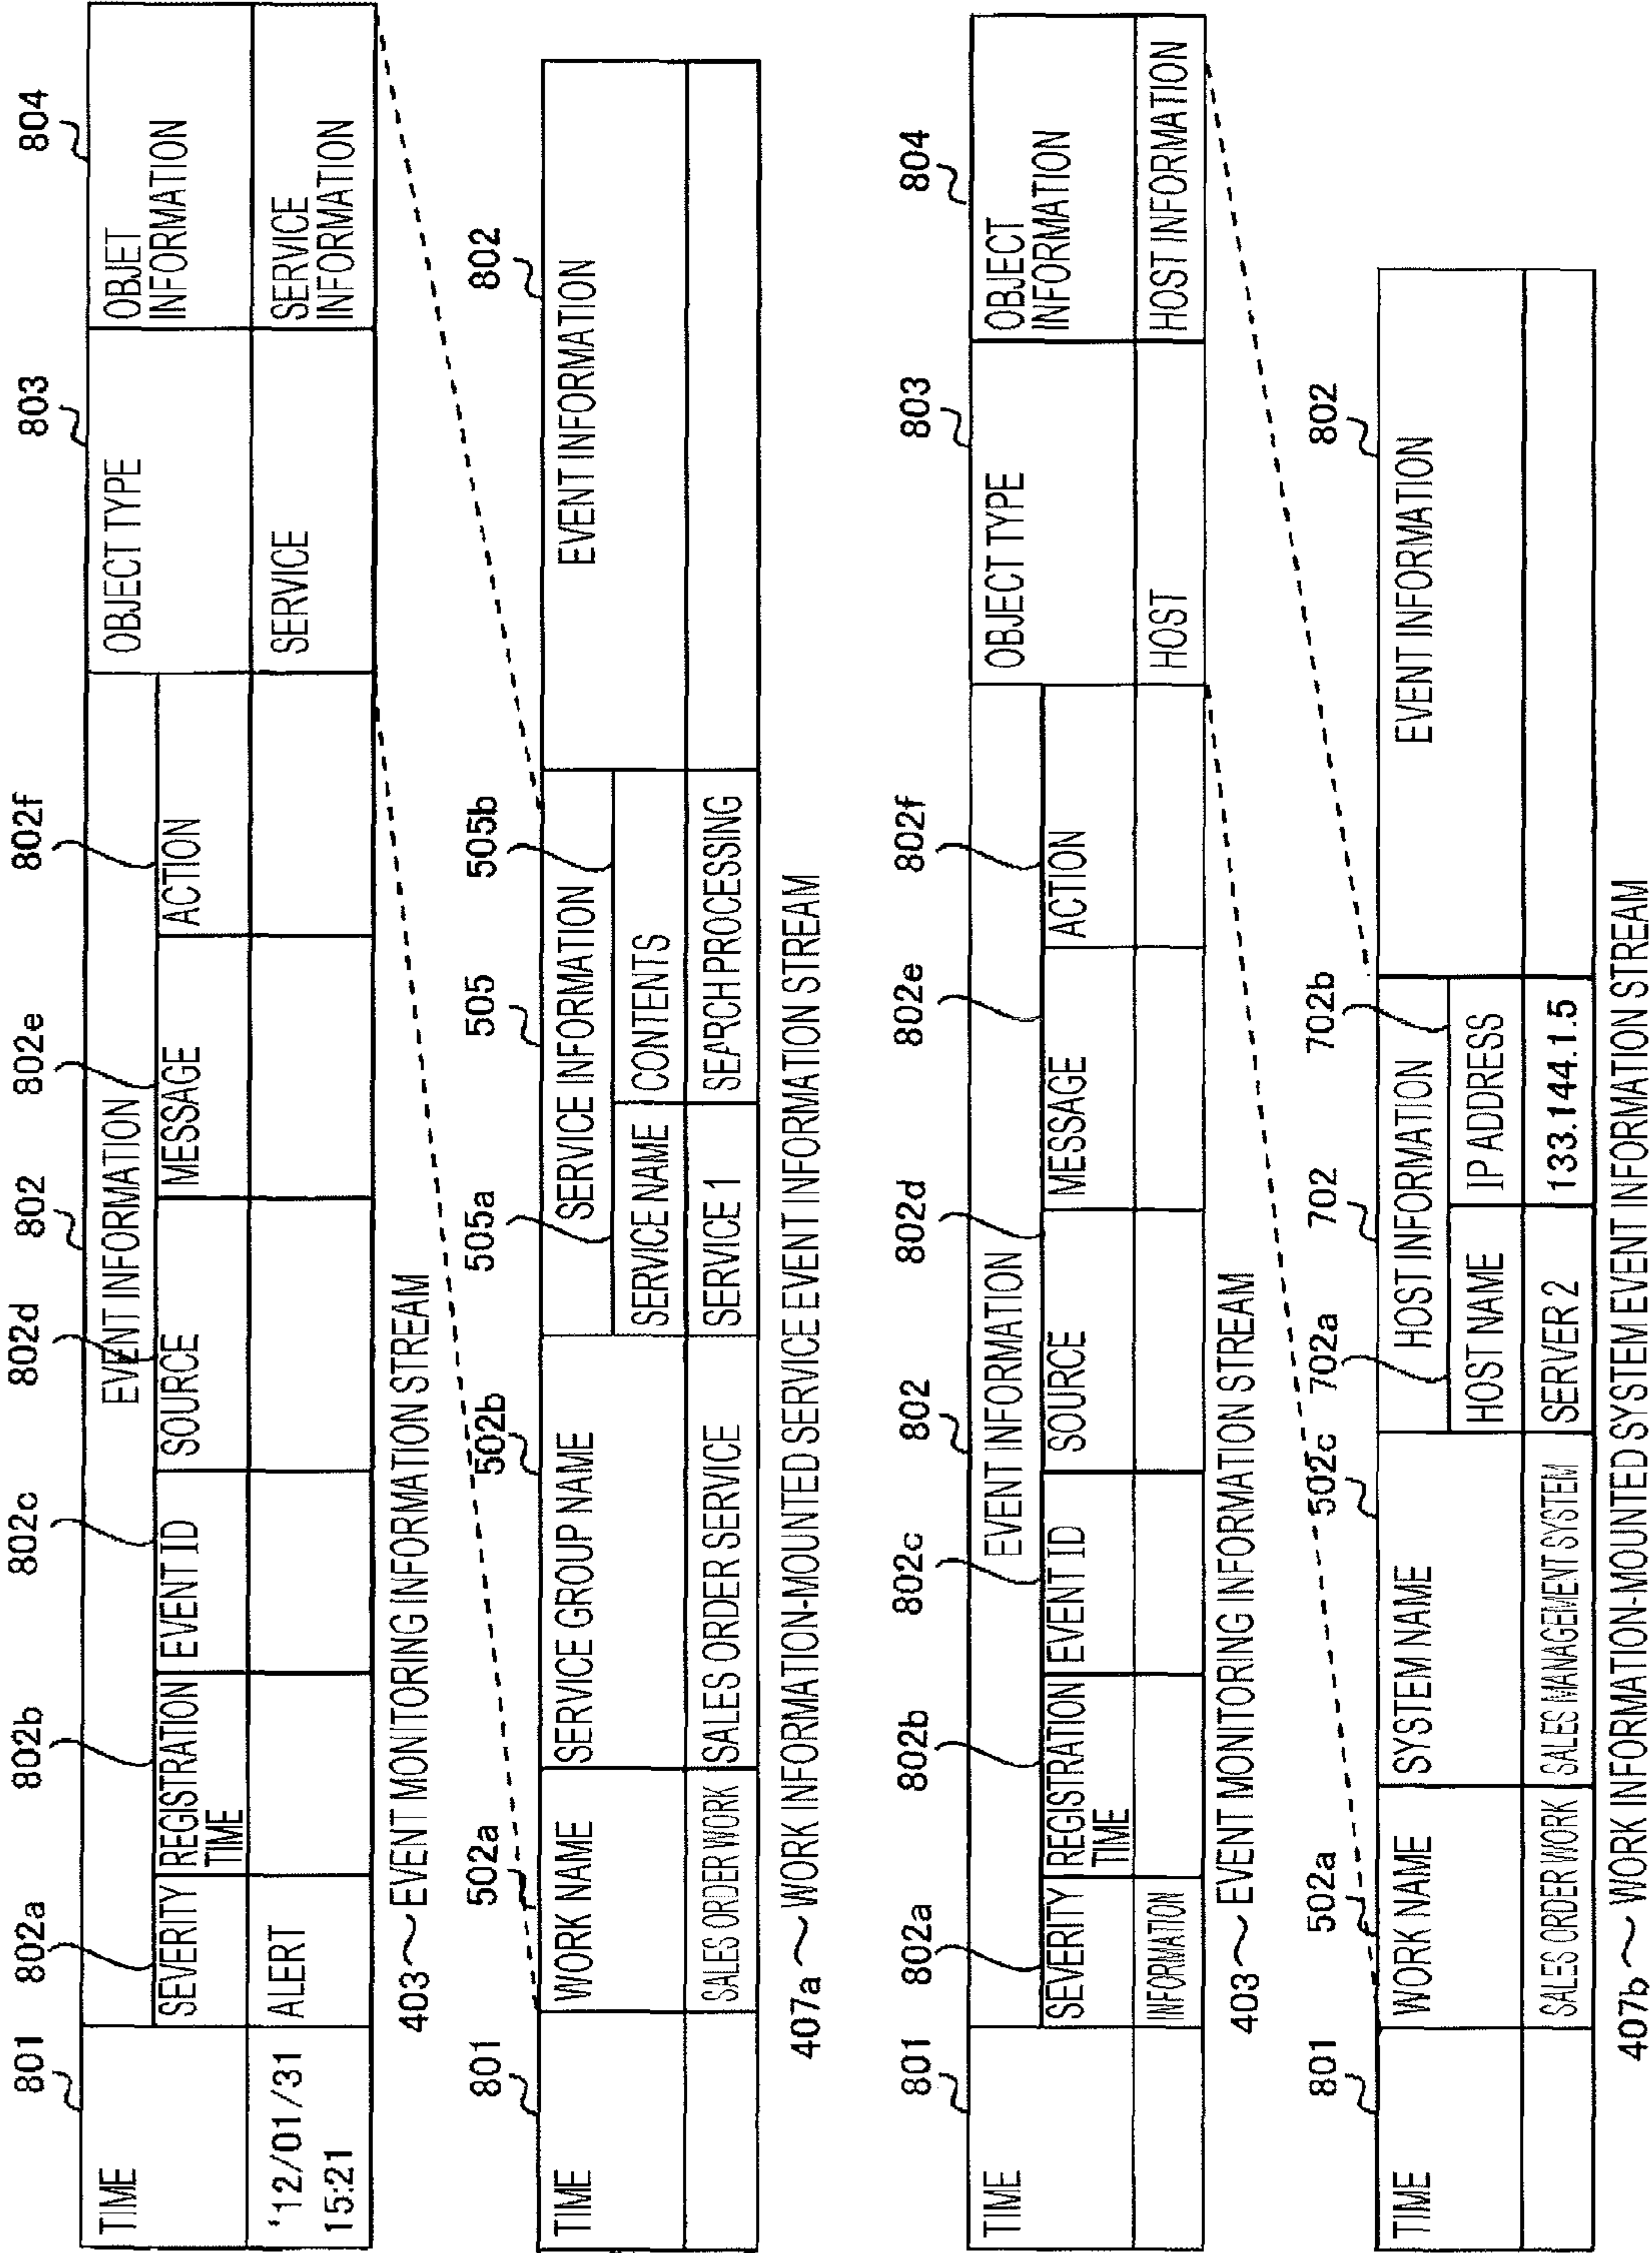 801
802a
802b
802c
802d
802
802e
802f
803
804
TIME
EVENT INFORMATION
OBJECT TYPE
OBJET
INFORMATION
SEVERITY
REGISTRATION
TIME
EVENT ID
SOURCE
MESSAGE
ACTION
'12/01/31
15:21
ALERT
SERVICE
SERVICE
INFORMATION
403 EVENT MONITORING INFORMATION STREAM
801
502a
502b
505a
505
505b
802
TIME
WORK NAME
SERVICE GROUP NAME
SERVICE INFORMATION
EVENT INFORMATION
SERVICE NAME
CONTENTS
SALES ORDER WORK
SALES ORDER SERVICE
SERVICE 1
SEARCH PROCESSING
407a WORK INFORMATION-MOUNTED SERVICE EVENT INFORMATION STREAM
801
802a
802b
802c
802
802d
802e
802f
803
804
TIME
EVENT INFORMATION
OBJECT TYPE
OBJECT
INFORMATION
SEVERITY
REGISTRATION
TIME
EVENT ID
SOURCE
MESSAGE
ACTION
INFORMATION
HOST
HOST INFORMATION
403 EVENT MONITORING INFORMATION STREAM
801
502a
502c
702a
702
702b
802
TIME
WORK NAME
SYSTEM NAME
HOST INFORMATION
EVENT INFORMATION
HOST NAME
IP ADDRESS
SALES ORDER WORK
SALES MANAGEMENT SYSTEM
SERVER 2
133.144.1.5
407b WORK INFORMATION-MOUNTED SYSTEM EVENT INFORMATION STREAM